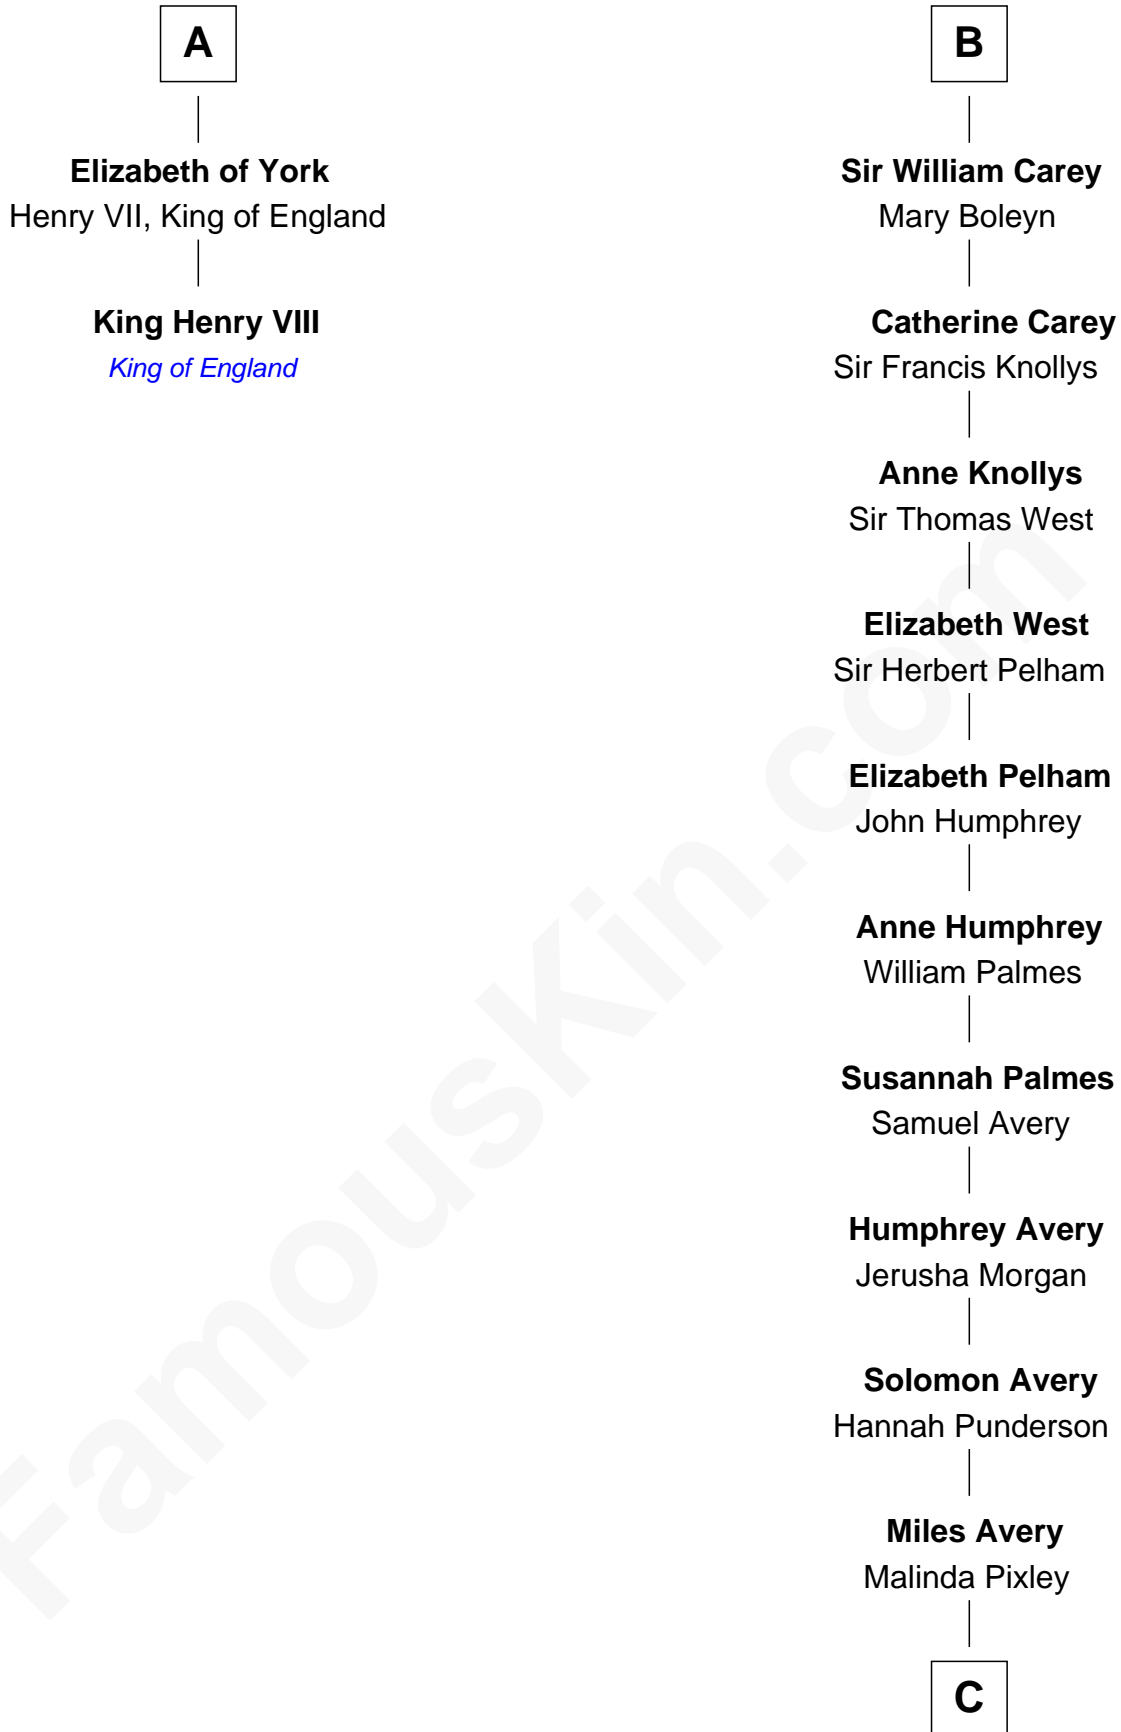 A
Elizabeth of York
Henry VII, King of England
King Henry VIII
King of England
B
Sir William Carey
Mary Boleyn
Catherine Carey
Sir Francis Knollys
Anne Knollys
Sir Thomas West
Elizabeth West
Sir Herbert Pelham
Elizabeth Pelham
John Humphrey
Anne Humphrey
William Palmes
Susannah Palmes
Samuel Avery
Humphrey Avery
Jerusha Morgan
Solomon Avery
Hannah Punderson
Miles Avery
Malinda Pixley
C
FamousKin.com